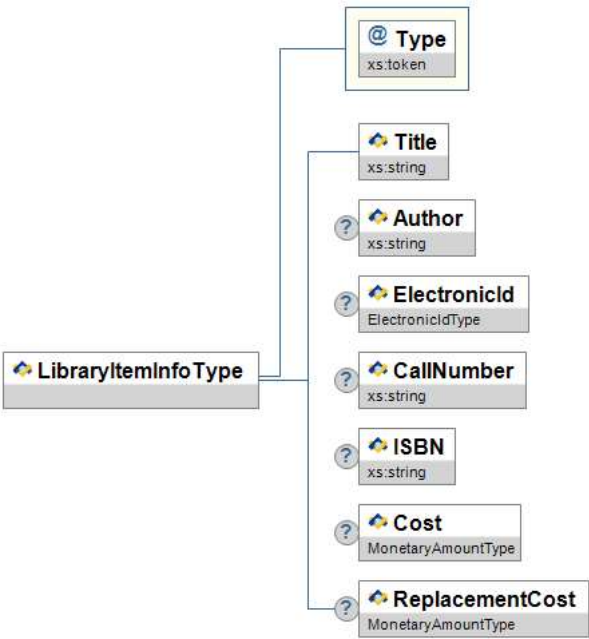 @ Type
xs:token
Title
xs:string
? Author
xs:string
? ElectronicId
ElectronicIdType
LibraryItemInfoType
? CallNumber
xs:string
? ISBN
xs:string
? Cost
MonetaryAmountType
? ReplacementCost
MonetaryAmountType